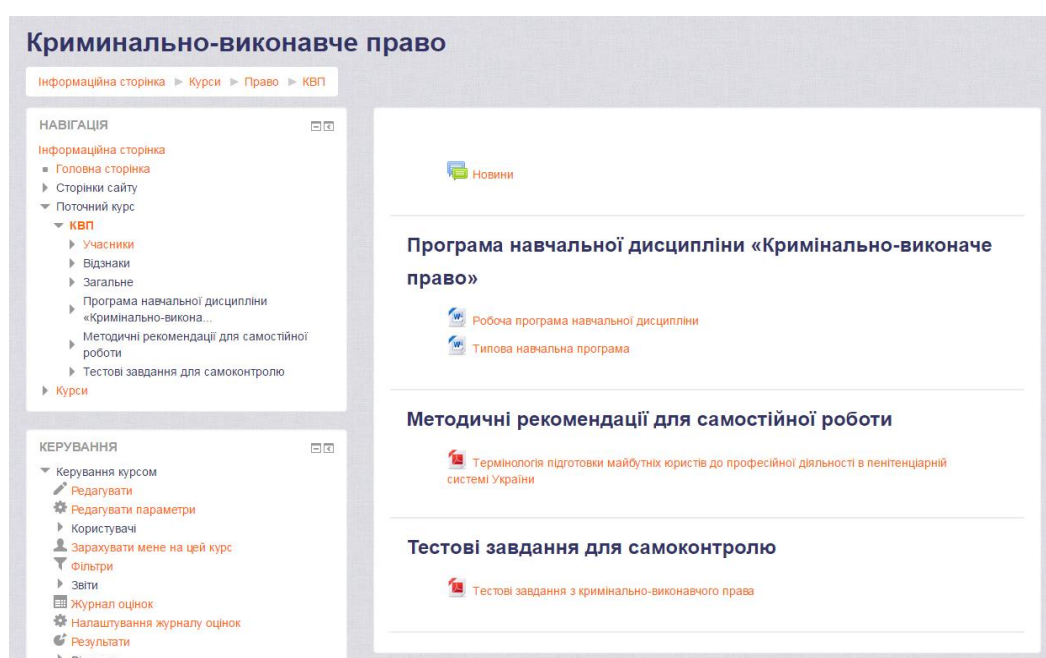 Криминально-виконавче право
Інформаційна сторінка ► Курси ► Право ► КВП
НАВІГАЦІЯ
Інформаційна сторінка
Головна сторінка
Сторінки сайту
Поточний курс
КВП
Учасники
Відзнаки
Загальне
Програма навчальної дисципліни
«Кримінально-викона...
Методичні рекомендації для самостійної
роботи
Тестові завдання для самоконтролю
Курси
КЕРУВАННЯ
Керування курсом
Редагувати
Редагувати параметри
Користувачі
Зарахувати мене на цей курс
Фільтри
Звіти
Журнал оцінок
Налаштування журналу оцінок
Результати
Новини
Програма навчальної дисципліни «Кримінально-виконаче
право»
Робоча програма навчальної дисципліни
Типова навчальна програма
Методичні рекомендації для самостійної роботи
Термінологія підготовки майбутніх юристів до професійної діяльності в пенітенціарній
системі України
Тестові завдання для самоконтролю
Тестові завдання з кримінально-виконавчого права